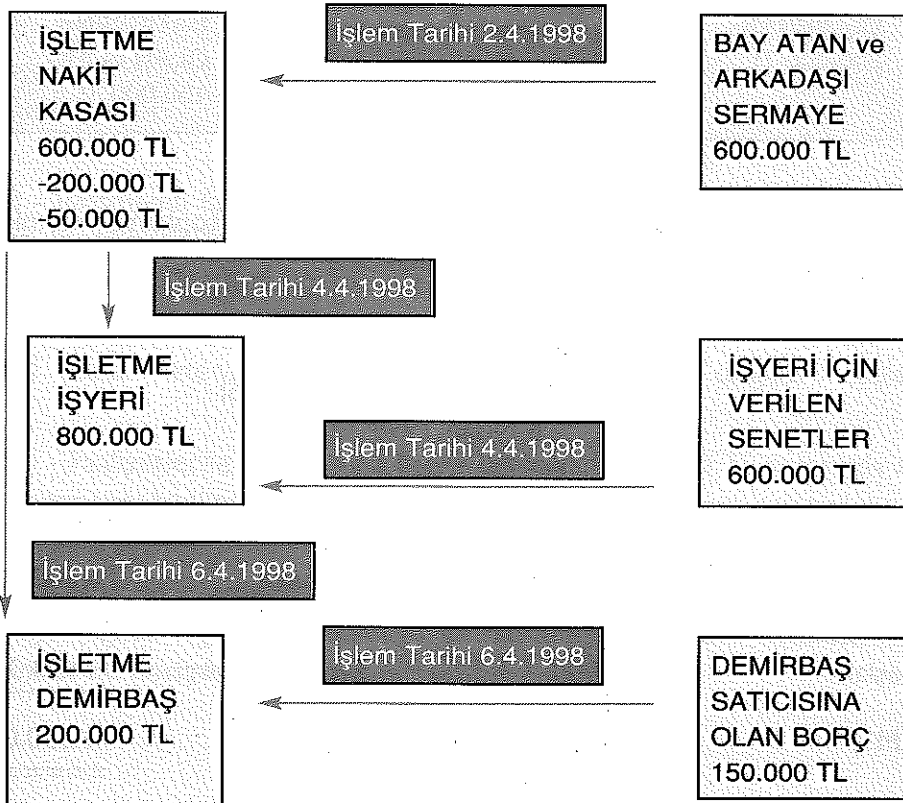 İŞLETME
NAKİT
KASASI
600.000 TL
-200.000 TL
-50.000 TL
İşlem Tarihi 2.4.1998
BAY ATAN ve
ARKADAŞI
SERMAYE
600.000 TL
İşlem Tarihi 4.4.1998
İŞLETME
İŞYERİ
800.000 TL
İşlem Tarihi 4.4.1998
İŞYERİ İÇİN
VERİLEN
SENETLER
600.000 TL
İşlem Tarihi 6.4.1998
İŞLETME
DEMİRBAŞ
200.000 TL
İşlem Tarihi 6.4.1998
DEMİRBAŞ
SATICISINA
OLAN BORÇ
150.000 TL